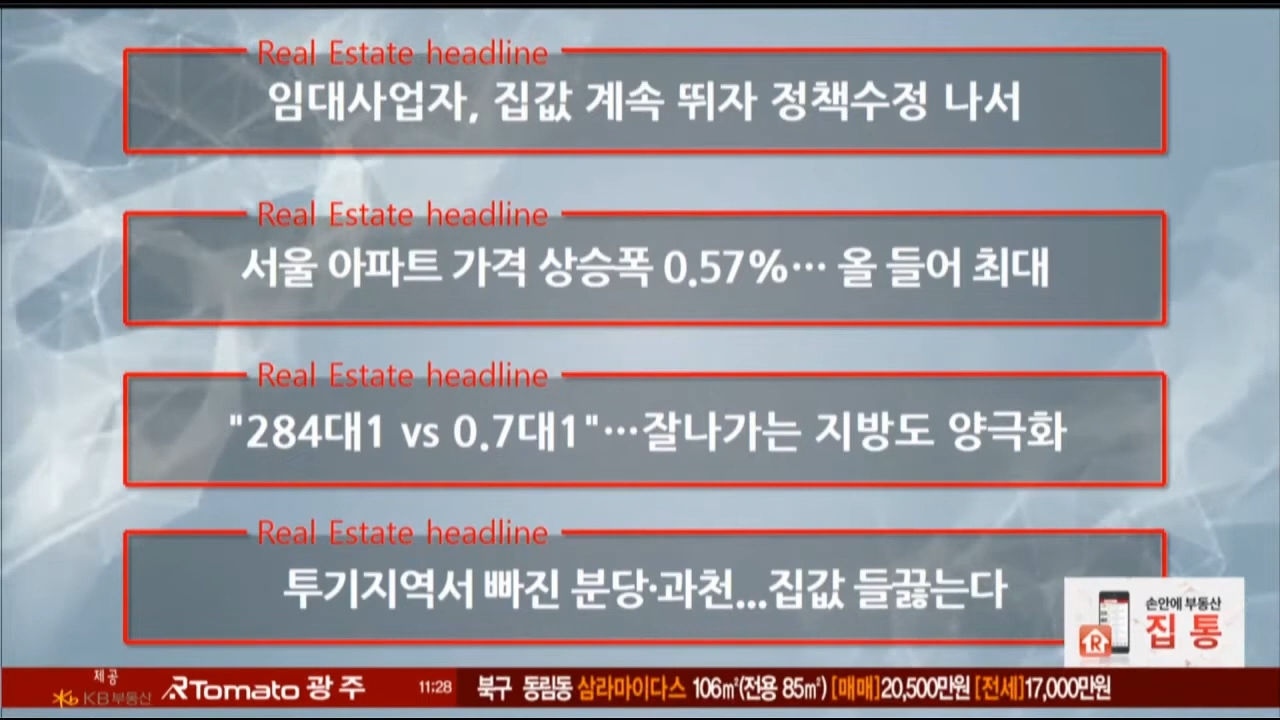 Real Estate headline
임대사업자, 집값 계속 뛰자 정책수정 나서
Real Estate headline
서울 아파트 가격 상승폭 0.57%… 올 들어 최대
Real Estate headline
"284대1 vs 0.7대1"…잘나가는 지방도 양극화
Real Estate headline
투기지역서 빠진 분당·과천...집값 들끓는다
손안에 부동산
집통
제공
KB부동산
RTomato 광주
11:28
북구 동림동 삼라마이다스 106㎡(전용 85㎡) [매매]20,500만원 [전세]17,000만원